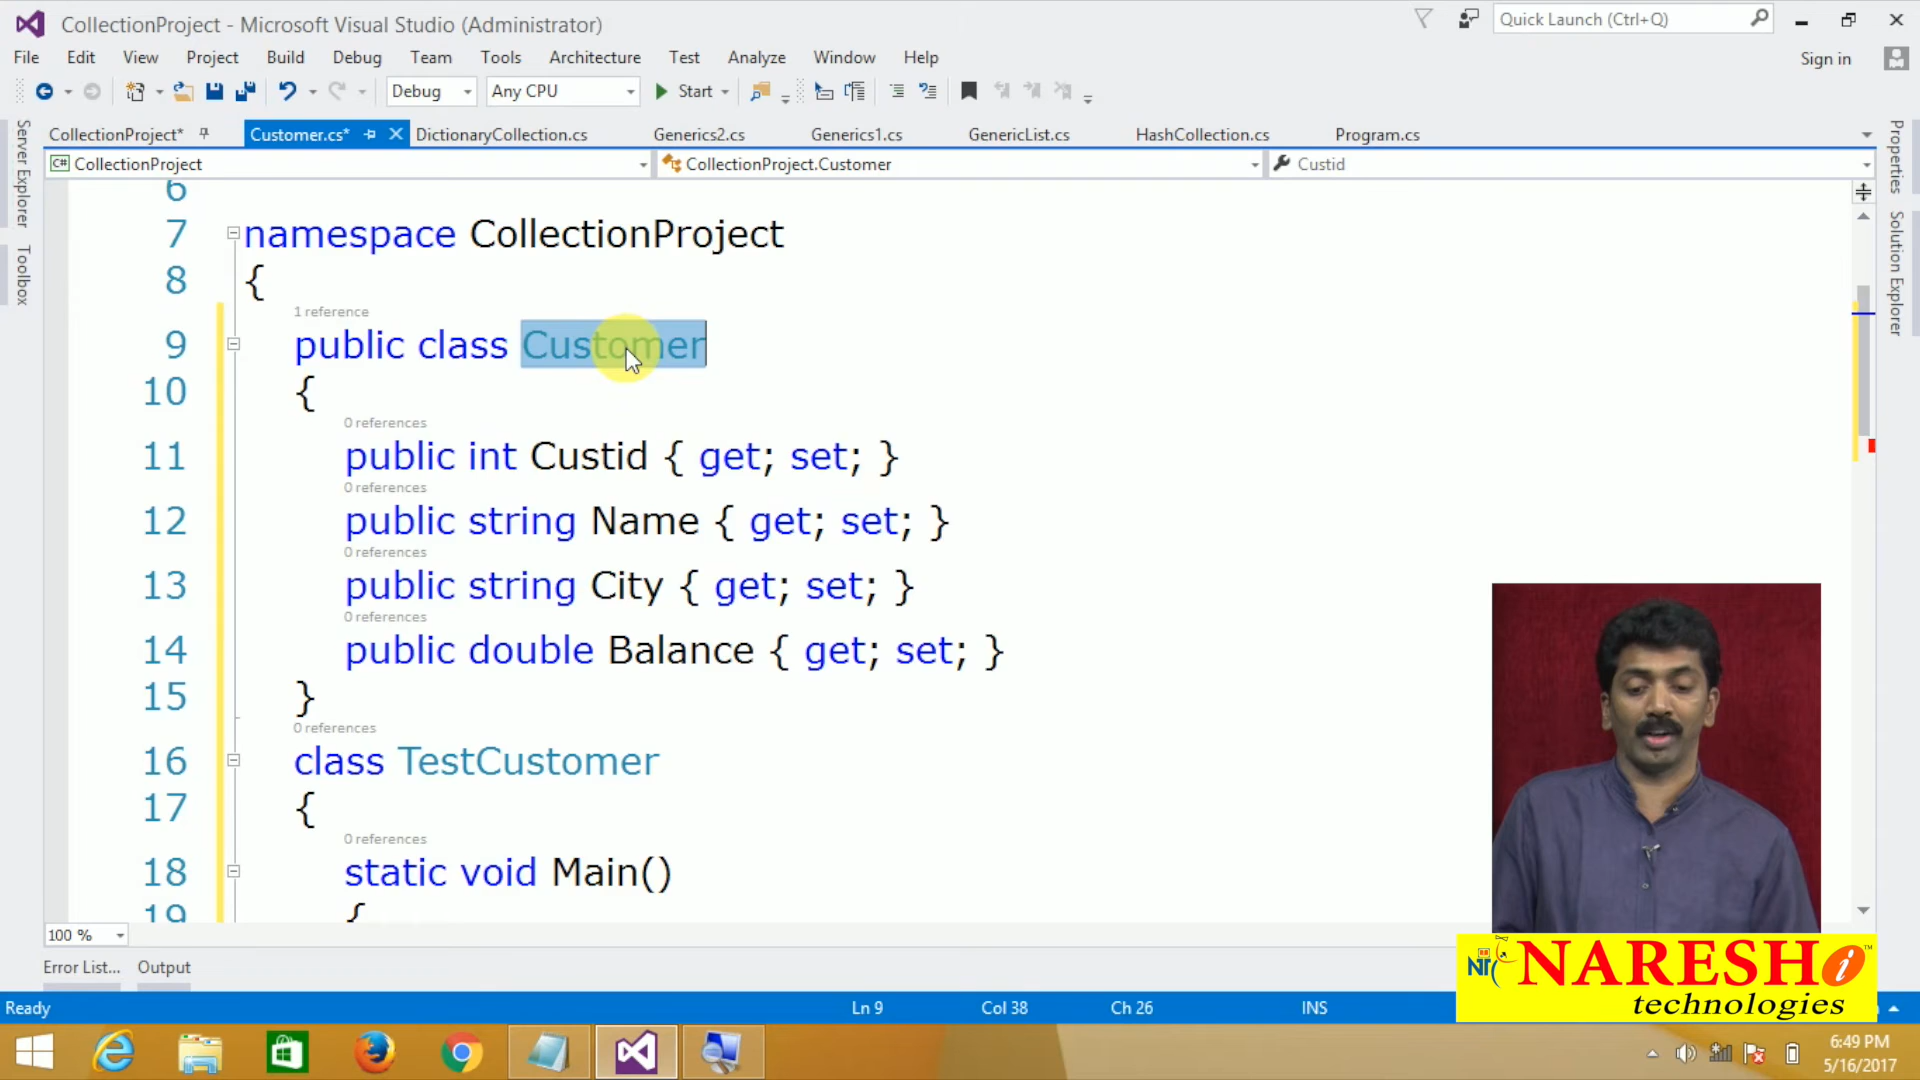 CollectionProject - Microsoft Visual Studio (Administrator)
Quick Launch (Ctrl+Q)
File Edit View Project Build Debug Team Tools Architecture Test Analyze Window Help
Sign in
Debug Any CPU Start
CollectionProject* Customer.cs* DictionaryCollection.cs Generics2.cs Generics1.cs GenericList.cs HashCollection.cs Program.cs
C# CollectionProject CollectionProject.Customer Custid
Server Explorer
Toolbox
Properties
Solution Explorer
6
7 namespace CollectionProject
8 {
1 reference
9 public class Customer
10 {
0 references
11 public int Custid { get; set; }
0 references
12 public string Name { get; set; }
0 references
13 public string City { get; set; }
0 references
14 public double Balance { get; set; }
15 }
0 references
16 class TestCustomer
17 {
0 references
18 static void Main()
19 {
100 %
Error List... Output
Ready Ln 9 Col 38 Ch 26 INS
NARESH i ™
technologies
6:49 PM
5/16/2017